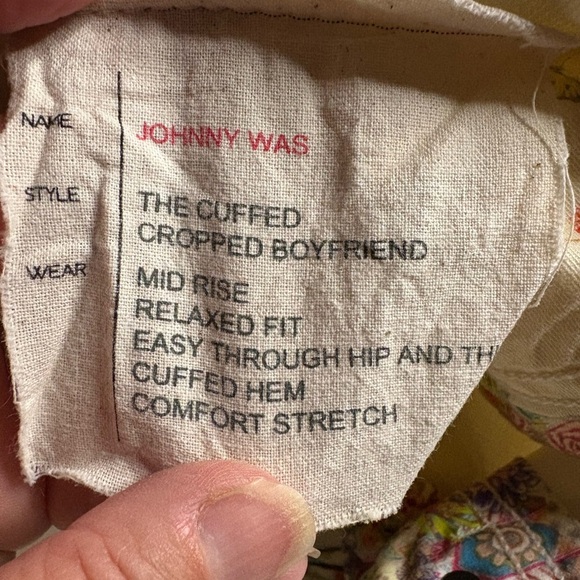 NAME JOHNNY WAS
STYLE THE CUFFED
CROPPED BOYFRIEND
WEAR MID RISE
RELAXED FIT
EASY THROUGH HIP AND TH
CUFFED HEM
COMFORT STRETCH